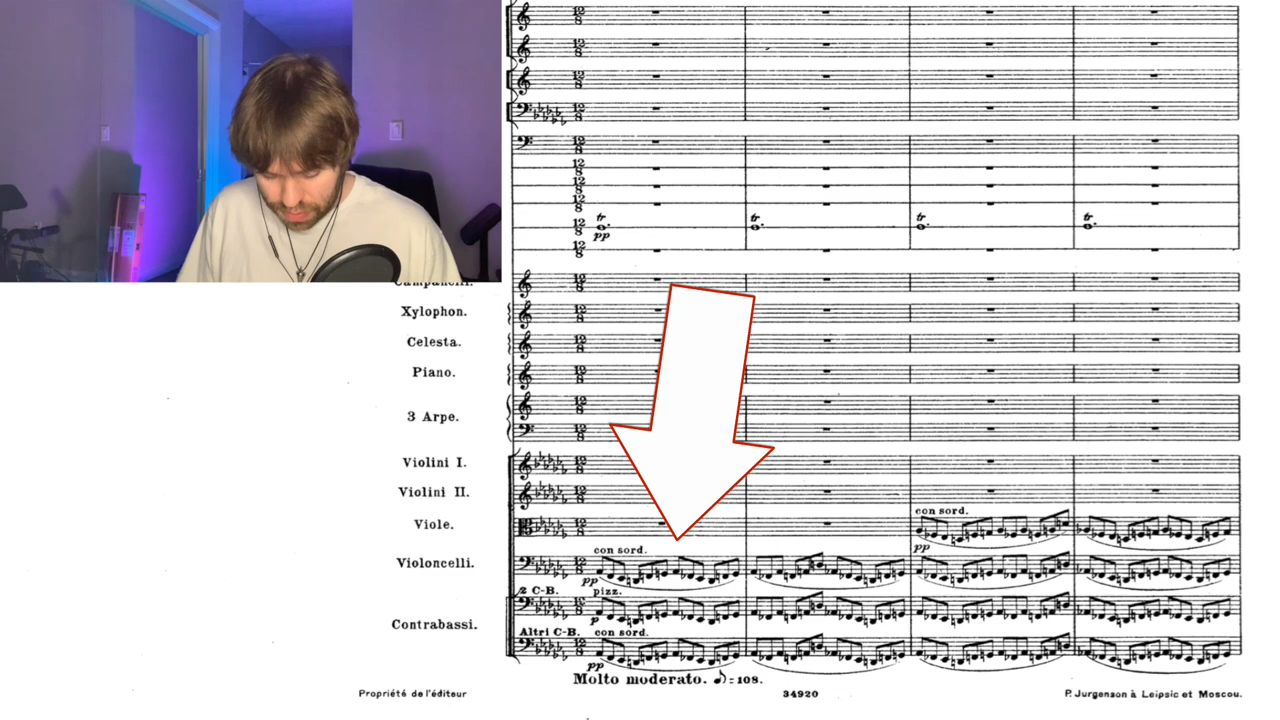 tr tr tr tr
pp
Campanelli.
Xylophon.
Celesta.
Piano.
3 Arpe.
Violini I.
Violini II.
con sord.
Viole.
pp
con sord.
Violoncelli.
pp
2 C-B. pizz.
p
Contrabassi.
Altri C-B. con sord.
pp
Molto moderato. ♪=108.
Propriété de l'éditeur 34920 P. Jurgenson à Leipsic et Moscou.